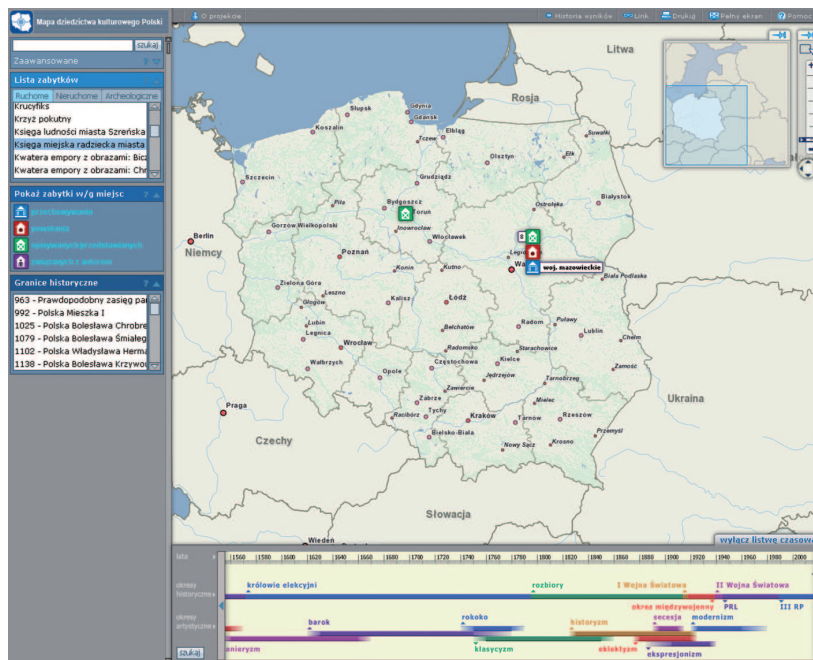 Mapa dziedzictwa kulturowego Polski
O projekcie
Historia wyników
Link
Drukuj
Pełny ekran
Pomoc
szukaj
Zaawansowane
?
Lista zabytków
Ruchome Nieruchome Archeologiczne
Krucyfiks
Krzyż pokutny
Księga ludności miasta Szreńska
Księga miejska radziecka miasta
Kwatera empory z obrazami: Bicz
Kwatera empory z obrazami: Chr
Pokaż zabytki w/g miejsc ?
przechowywania
powstania
opisywanych/przedstawianych
związanych z autorem
Granice historyczne ?
963 - Prawdopodobny zasięg pań
992 - Polska Mieszka I
1025 - Polska Bolesława Chrobre
1079 - Polska Bolesława Śmiałeg
1102 - Polska Władysława Herma
1138 - Polska Bolesława Krzywou
Litwa
Rosja
Niemcy
Czechy
Słowacja
Ukraina
Słupsk
Gdynia
Gdańsk
Koszalin
Tczew
Elbląg
Suwałki
Olsztyn
Ełk
Szczecin
Grudziądz
Piła
Bydgoszcz
Toruń
Białystok
Ostrołęka
Gorzów Wielkopolski
Inowrocław
Włocławek
8
Berlin
Poznań
Legio
Wa
woj. mazowieckie
Konin
Kutno
Biała Podlaska
Zielona Góra
Leszno
Głogów
Kalisz
Łódź
Lubin
Legnica
Bełchatów
Radom
Puławy
Lublin
Chełm
Wrocław
Radomsko
Starachowice
Wałbrzych
Częstochowa
Kielce
Zamość
Opole
Jędrzejów
Zawiercie
Tarnobrzeg
Zabrze
Mielec
Praga
Racibórz
Tychy
Kraków
Tarnów
Rzeszów
Bielsko-Biała
Nowy Sącz
Krosno
Przemyśl
Wiedeń
wyłącz listwę czasową
lata
1560 1580 1600 1620 1640 1660 1680 1700 1720 1740 1760 1780 1800 1820 1840 1860 1880 1900 1920 1940 1960 1980 2000
okresy
historyczne
królowie elekcyjni
rozbiory
I Wojna Światowa
II Wojna Światowa
okres międzywojenny
PRL
III RP
okresy
artystyczne
barok
rokoko
historyzm
secesja
modernizm
anieryzm
klasycyzm
eklektyzm
ekspresjonizm
szukaj